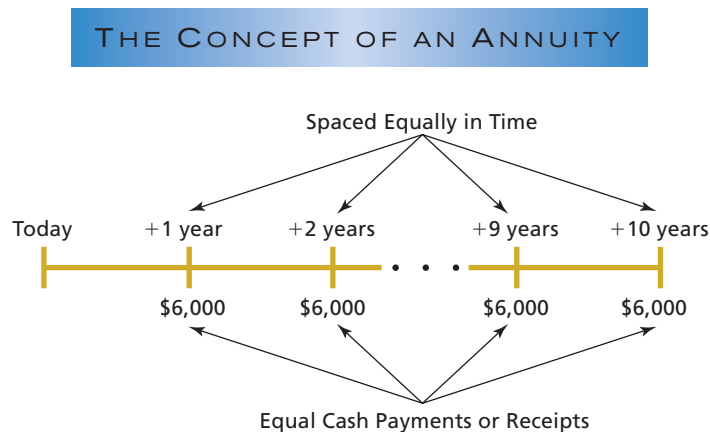 THE CONCEPT OF AN ANNUITY
Spaced Equally in Time
Today +1 year +2 years +9 years +10 years
. . .
$6,000 $6,000 $6,000 $6,000
Equal Cash Payments or Receipts